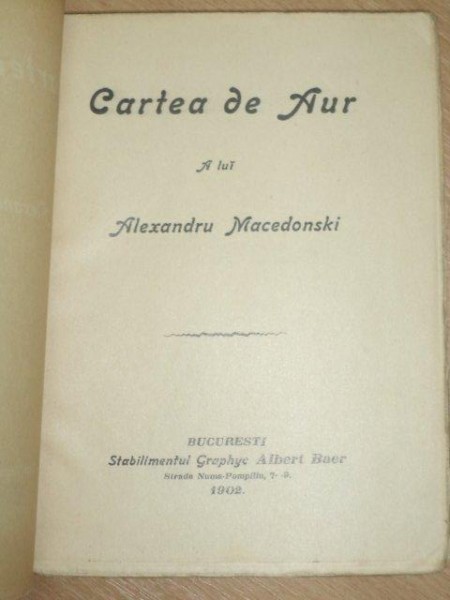 Cartea de Aur
A luĭ
Alexandru Macedonski
BUCURESTI
Stabilimentul Graphyc Albert Baer
Strada Numa-Pompiliu, 7-9.
1902.